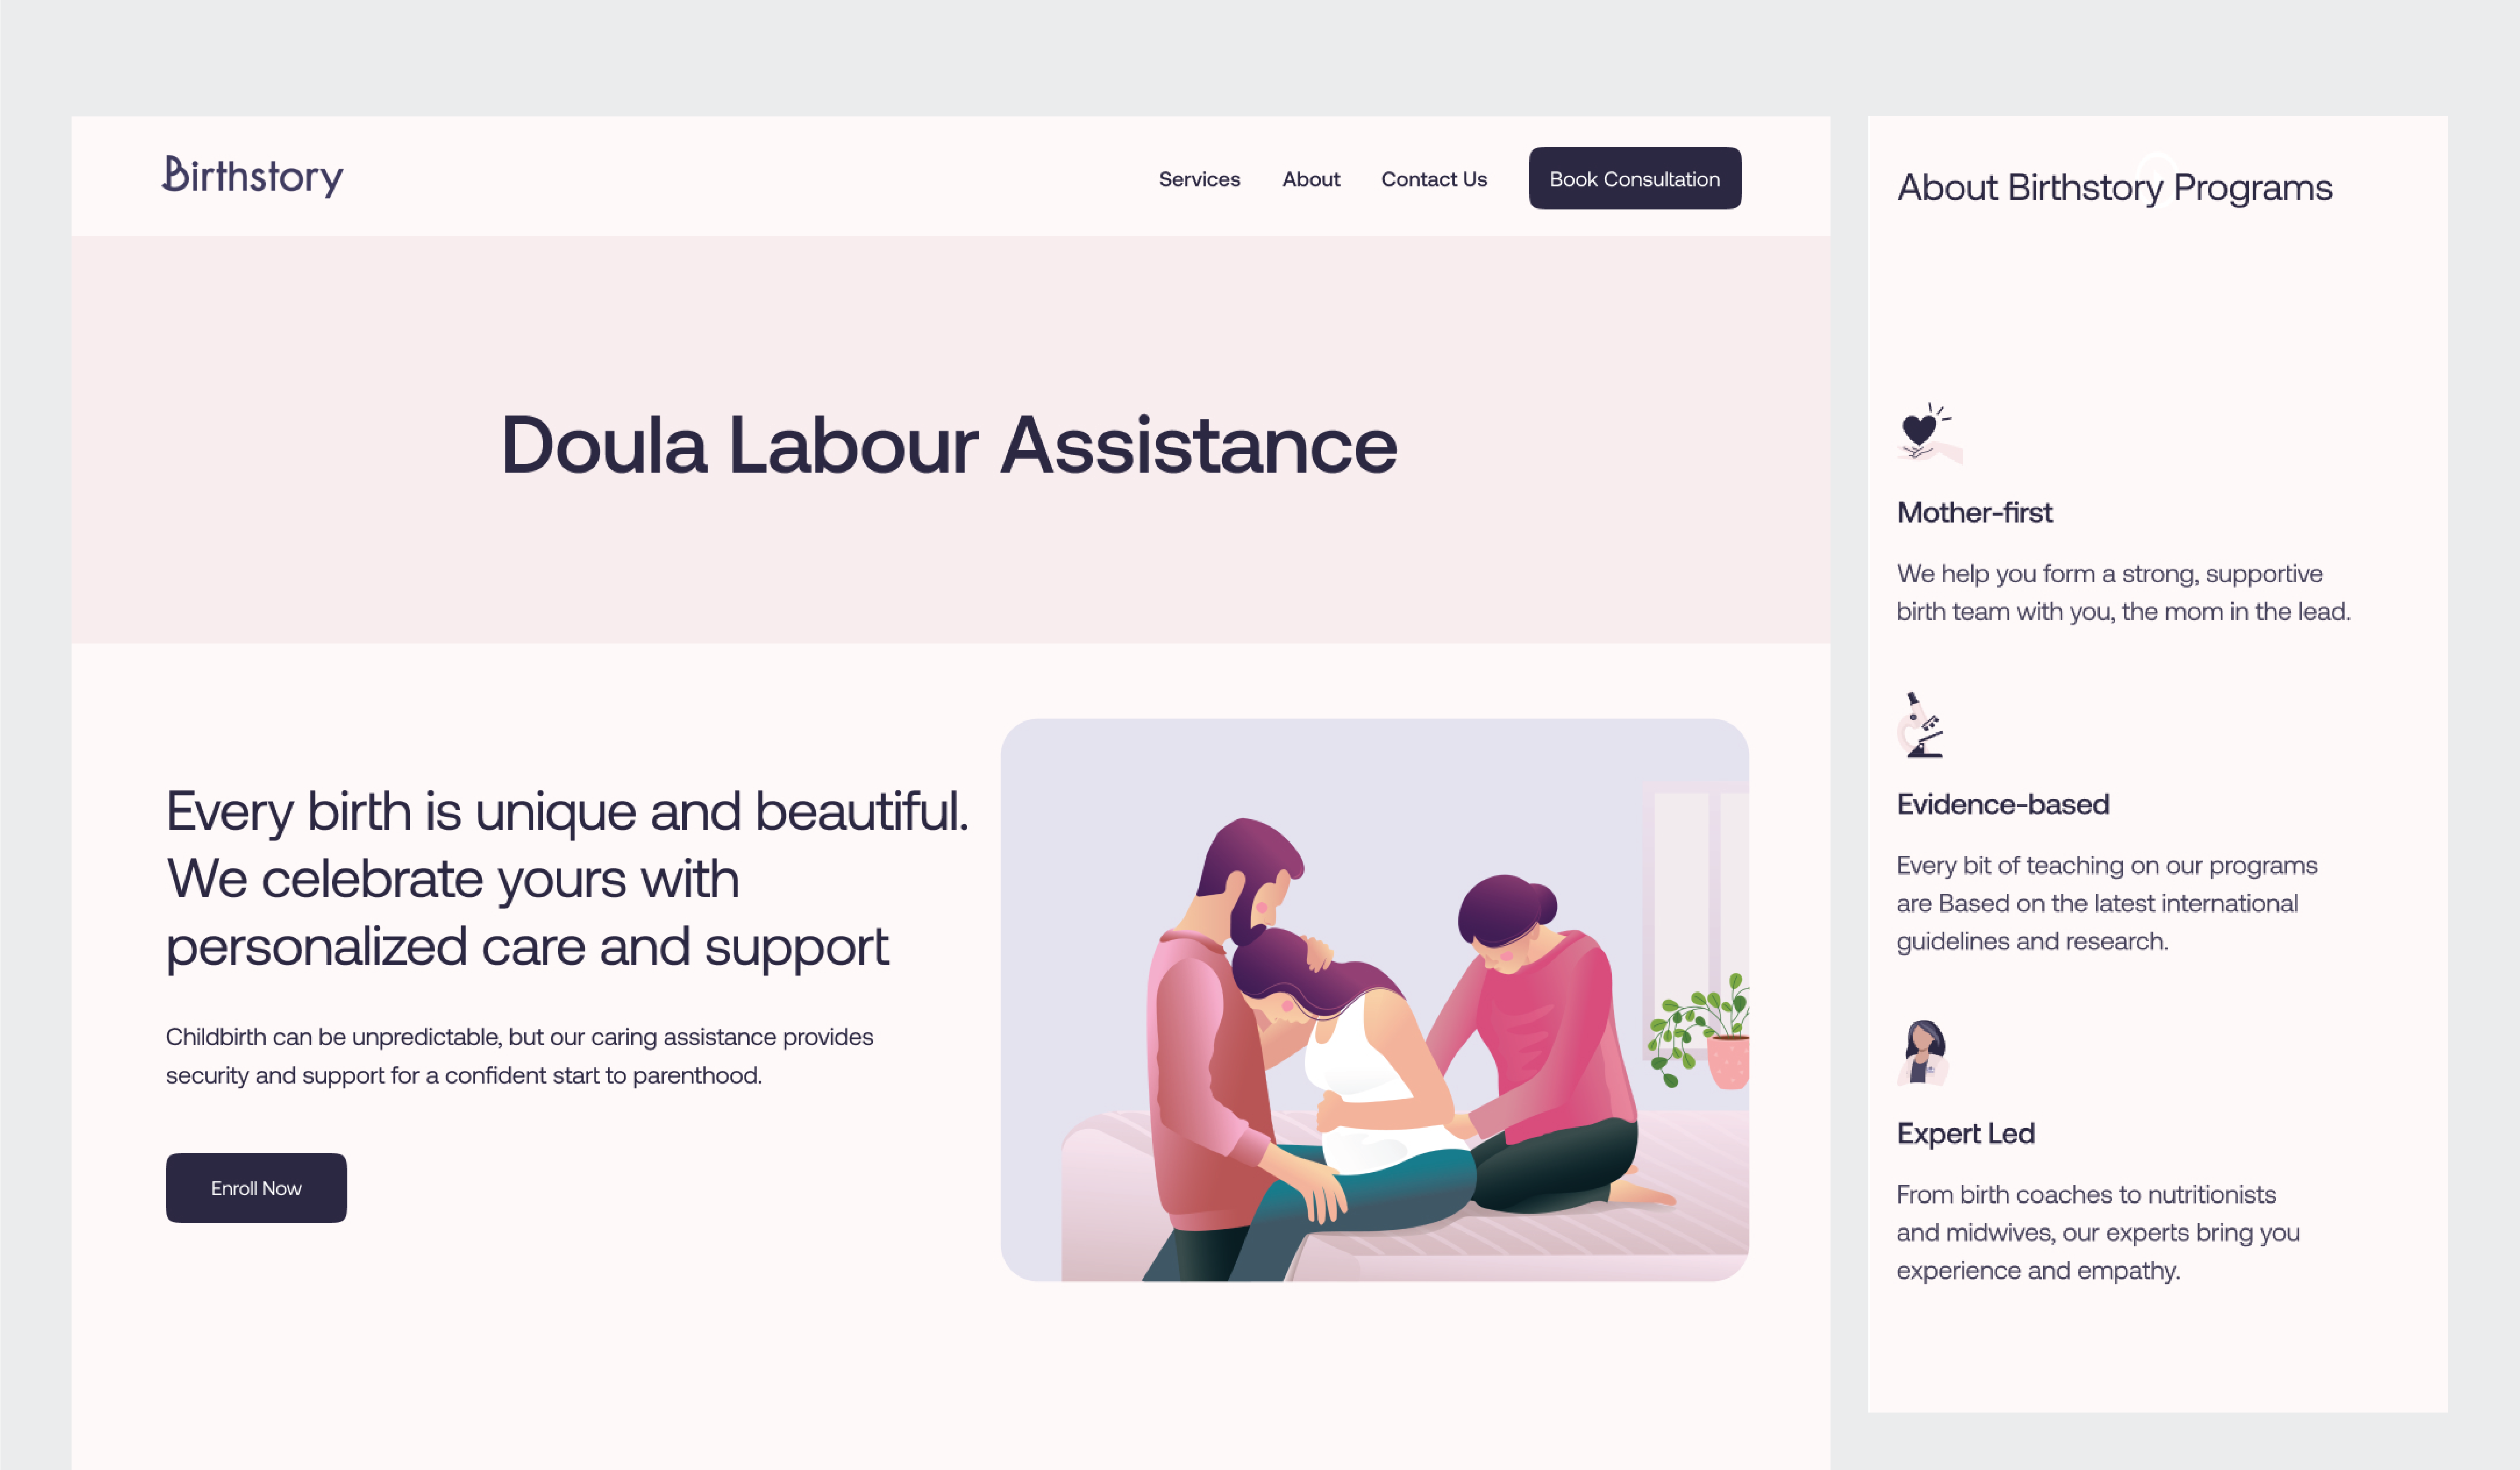 Birthstory
Services
About
Contact Us
Book Consultation
Doula Labour Assistance
Every birth is unique and beautiful.
We celebrate yours with
personalized care and support
Childbirth can be unpredictable, but our caring assistance provides
security and support for a confident start to parenthood.
Enroll Now
About Birthstory Programs
Mother-first
We help you form a strong, supportive
birth team with you, the mom in the lead.
Evidence-based
Every bit of teaching on our programs
are Based on the latest international
guidelines and research.
Expert Led
From birth coaches to nutritionists
and midwives, our experts bring you
experience and empathy.